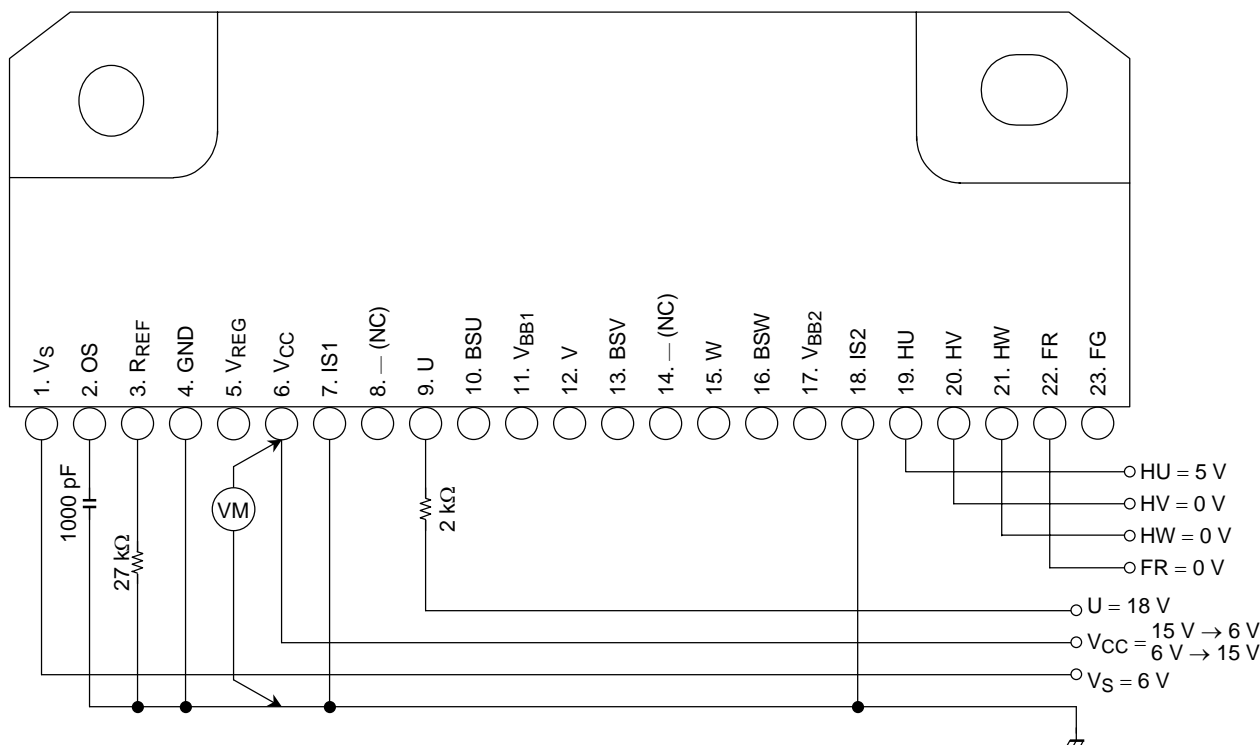 1. VS
2. OS
3. RREF
4. GND
5. VREG
6. VCC
7. IS1
8. — (NC)
9. U
10. BSU
11. VBB1
12. V
13. BSV
14. — (NC)
15. W
16. BSW
17. VBB2
18. IS2
19. HU
20. HV
21. HW
22. FR
23. FG
1000 pF
27 kΩ
VM
2 kΩ
HU = 5 V
HV = 0 V
HW = 0 V
FR = 0 V
U = 18 V
VCC = 15 V → 6 V
6 V → 15 V
VS = 6 V